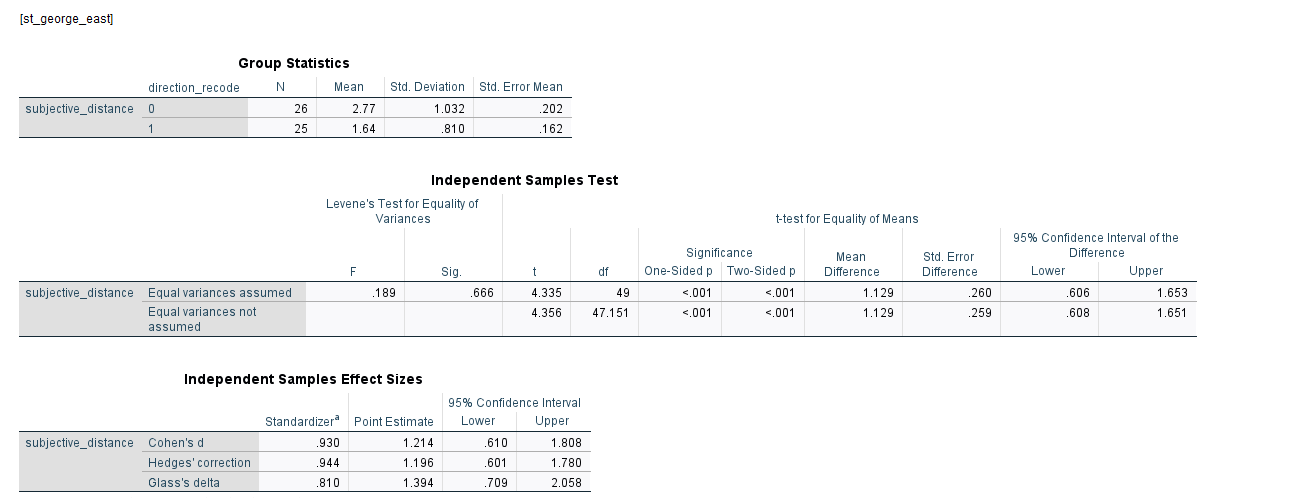 [st_george_east]
Group Statistics
direction_recode N Mean Std. Deviation Std. Error Mean
subjective_distance 0 26 2.77 1.032 .202
1 25 1.64 .810 .162
Independent Samples Test
Levene's Test for Equality of
Variances
t-test for Equality of Means
F Sig. t df
Significance
One-Sided p Two-Sided p
Mean
Difference
Std. Error
Difference
95% Confidence Interval of the
Difference
Lower Upper
subjective_distance Equal variances assumed .189 .666 4.335 49 <.001 <.001 1.129 .260 .606 1.653
Equal variances not
assumed
4.356 47.151 <.001 <.001 1.129 .259 .608 1.651
Independent Samples Effect Sizes
Standardizerᵃ Point Estimate
95% Confidence Interval
Lower Upper
subjective_distance Cohen's d .930 1.214 .610 1.808
Hedges' correction .944 1.196 .601 1.780
Glass's delta .810 1.394 .709 2.058